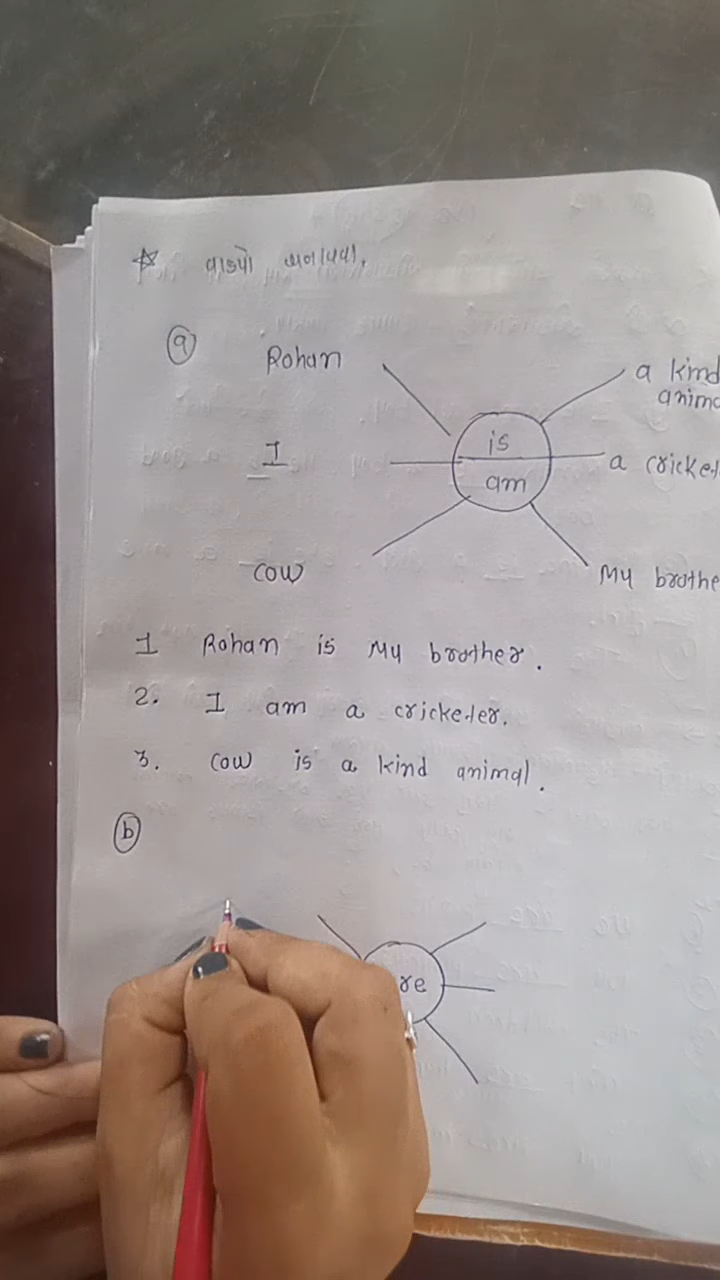 ☆ વાક્યો બનાવવા.
(a) Rohan
is
a kind
anima
I
am
a cricket
cow
My brothe
1 Rohan is My brother.
2. I am a cricketer.
3. cow is a kind animal.
(b)
re